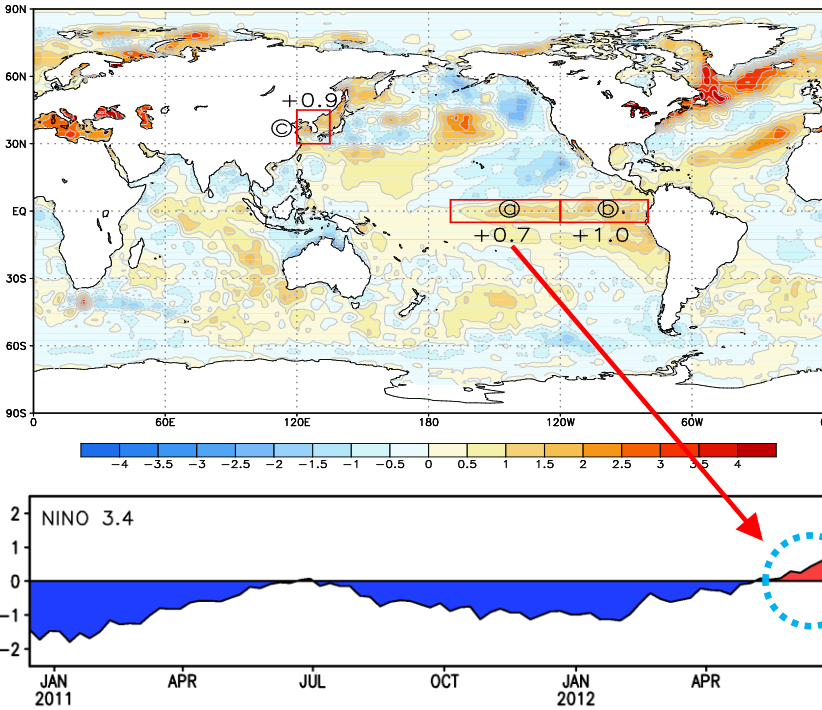 90N
60N
+0.9
ⓒ
30N
EQ
ⓐ ⓑ
+0.7 +1.0
30S
60S
90S
0 60E 120E 180 120W 60W 0
-4 -3.5 -3 -2.5 -2 -1.5 -1 -0.5 0 0.5 1 1.5 2 2.5 3 3.5 4
2
NINO 3.4
1
0
-1
-2
JAN APR JUL OCT JAN APR
2011 2012